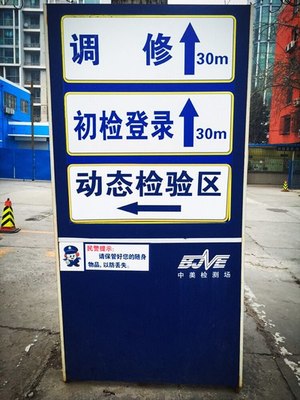 调 修 30m
初检登录 30m
动态检验区
民警提示:
请保管好您的随身
物品,以防丢失。
BJVE
中美检测场